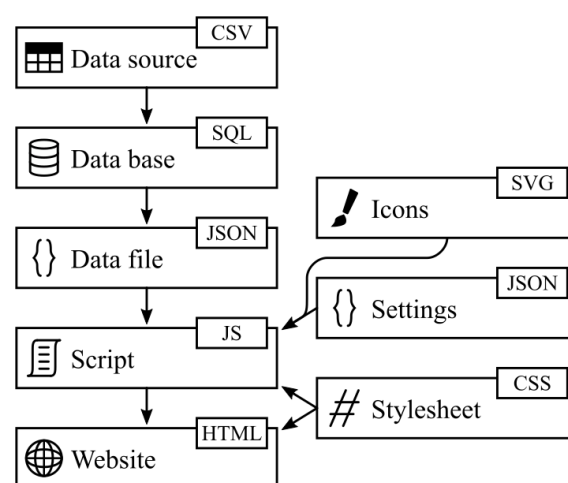 CSV
Data source
SQL
Data base
SVG
Icons
JSON
Data file
JSON
Settings
JS
Script
CSS
# Stylesheet
HTML
Website